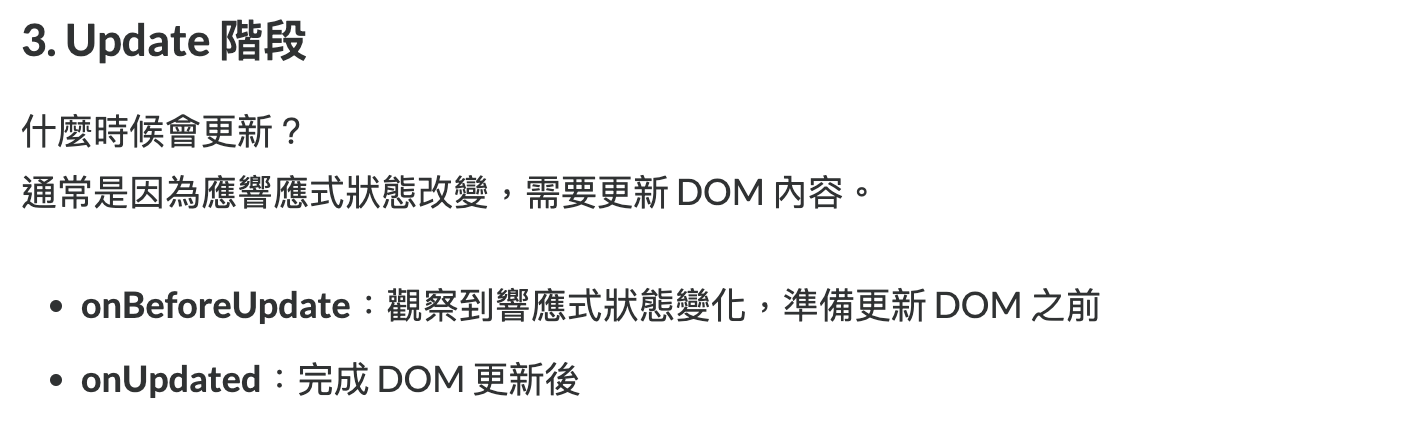 3. Update 階段
什麼時候會更新？
通常是因為應響應式狀態改變，需要更新 DOM 內容。
• onBeforeUpdate：觀察到響應式狀態變化，準備更新 DOM 之前
• onUpdated：完成 DOM 更新後